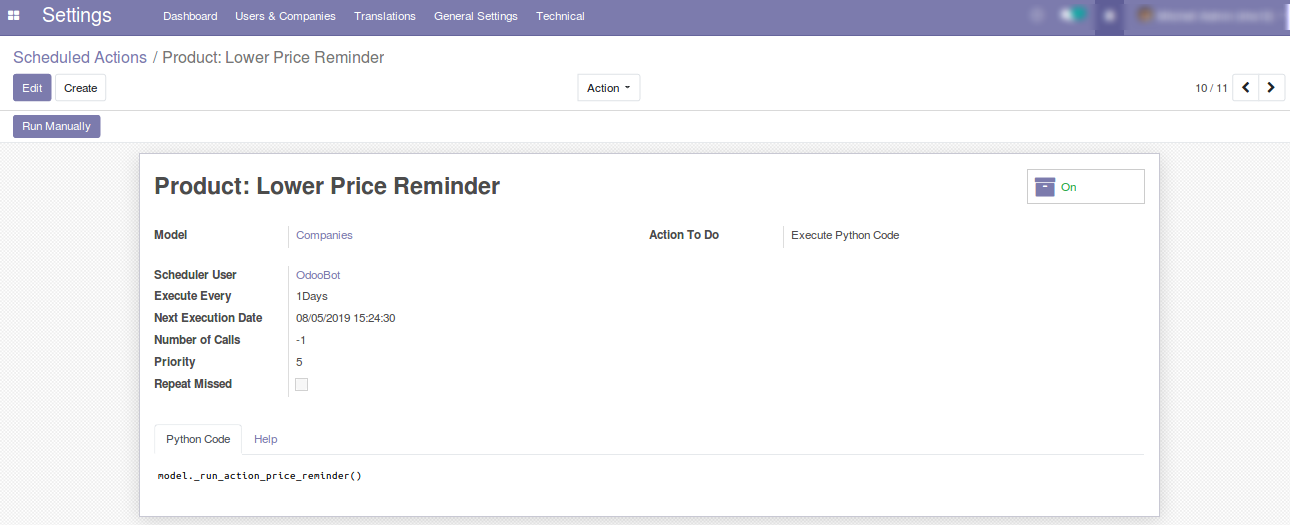 Settings Dashboard Users & Companies Translations General Settings Technical
Scheduled Actions / Product: Lower Price Reminder
Edit Create Action 10 / 11
Run Manually
Product: Lower Price Reminder
On
Model Companies Action To Do Execute Python Code
Scheduler User OdooBot
Execute Every 1Days
Next Execution Date 08/05/2019 15:24:30
Number of Calls -1
Priority 5
Repeat Missed
Python Code Help
model._run_action_price_reminder()